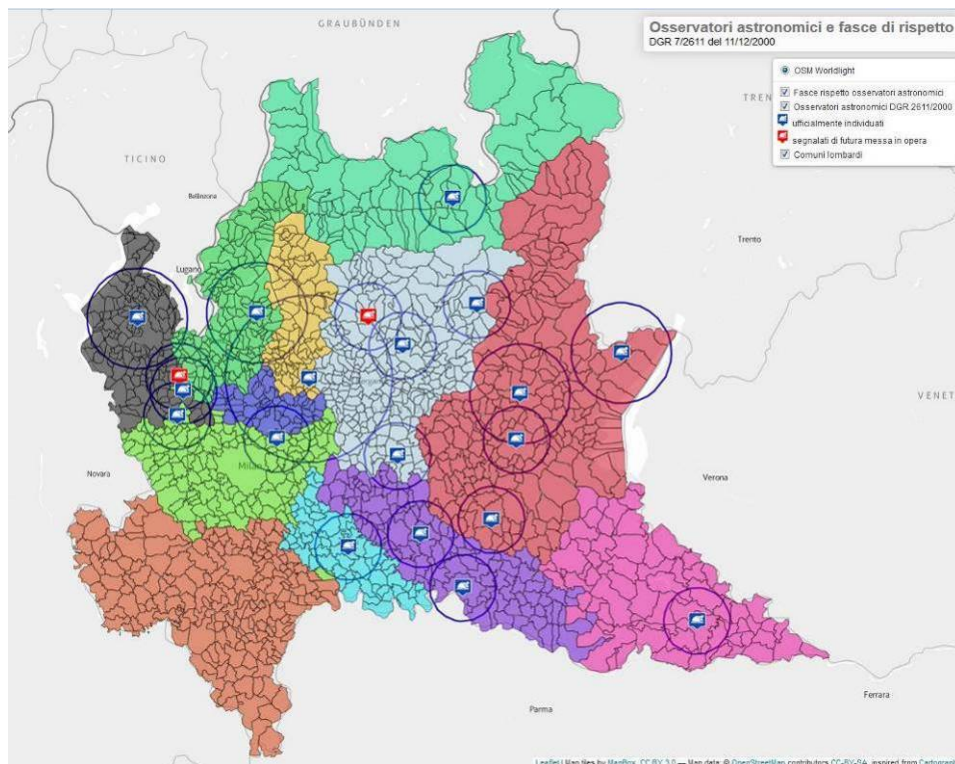 GRAUBÜNDEN
Osservatori astronomici e fasce di rispetto
DGR 7/2611 del 11/12/2000
OSM Worldlight
Fasce rispetto osservatori astronomici
Osservatori astronomici DGR 2611/2000
ufficialmente individuati
segnalati di futura messa in opera
Comuni lombardi
TREN
TICINO
Bellinzona
Trento
Lugano
VENET
Novara
Milan
Verona
Parma
Ferrara
Leaflet | Map tiles by MapBox, CC BY 3.0 — Map data: © OpenStreetMap contributors CC-BY-SA, inspired from Cartograph